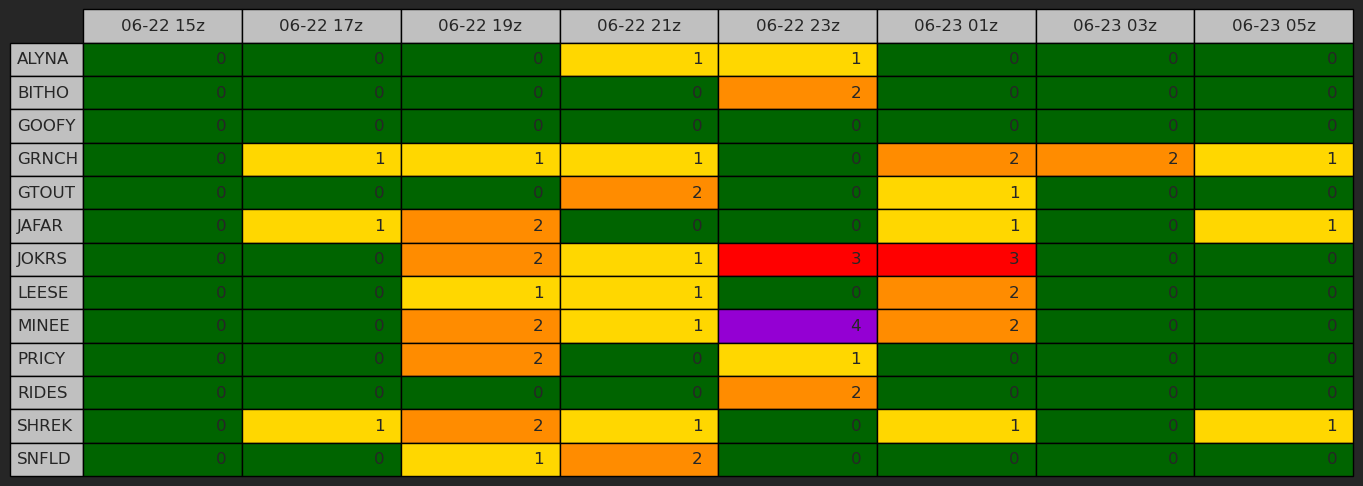 06-22 15z 06-22 17z 06-22 19z 06-22 21z 06-22 23z 06-23 01z 06-23 03z 06-23 05z
ALYNA 0 0 0 1 1 0 0 0
BITHO 0 0 0 0 2 0 0 0
GOOFY 0 0 0 0 0 0 0 0
GRNCH 0 1 1 1 0 2 2 1
GTOUT 0 0 0 2 0 1 0 0
JAFAR 0 1 2 0 0 1 0 1
JOKRS 0 0 2 1 3 3 0 0
LEESE 0 0 1 1 0 2 0 0
MINEE 0 0 2 1 4 2 0 0
PRICY 0 0 2 0 1 0 0 0
RIDES 0 0 0 0 2 0 0 0
SHREK 0 1 2 1 0 1 0 1
SNFLD 0 0 1 2 0 0 0 0